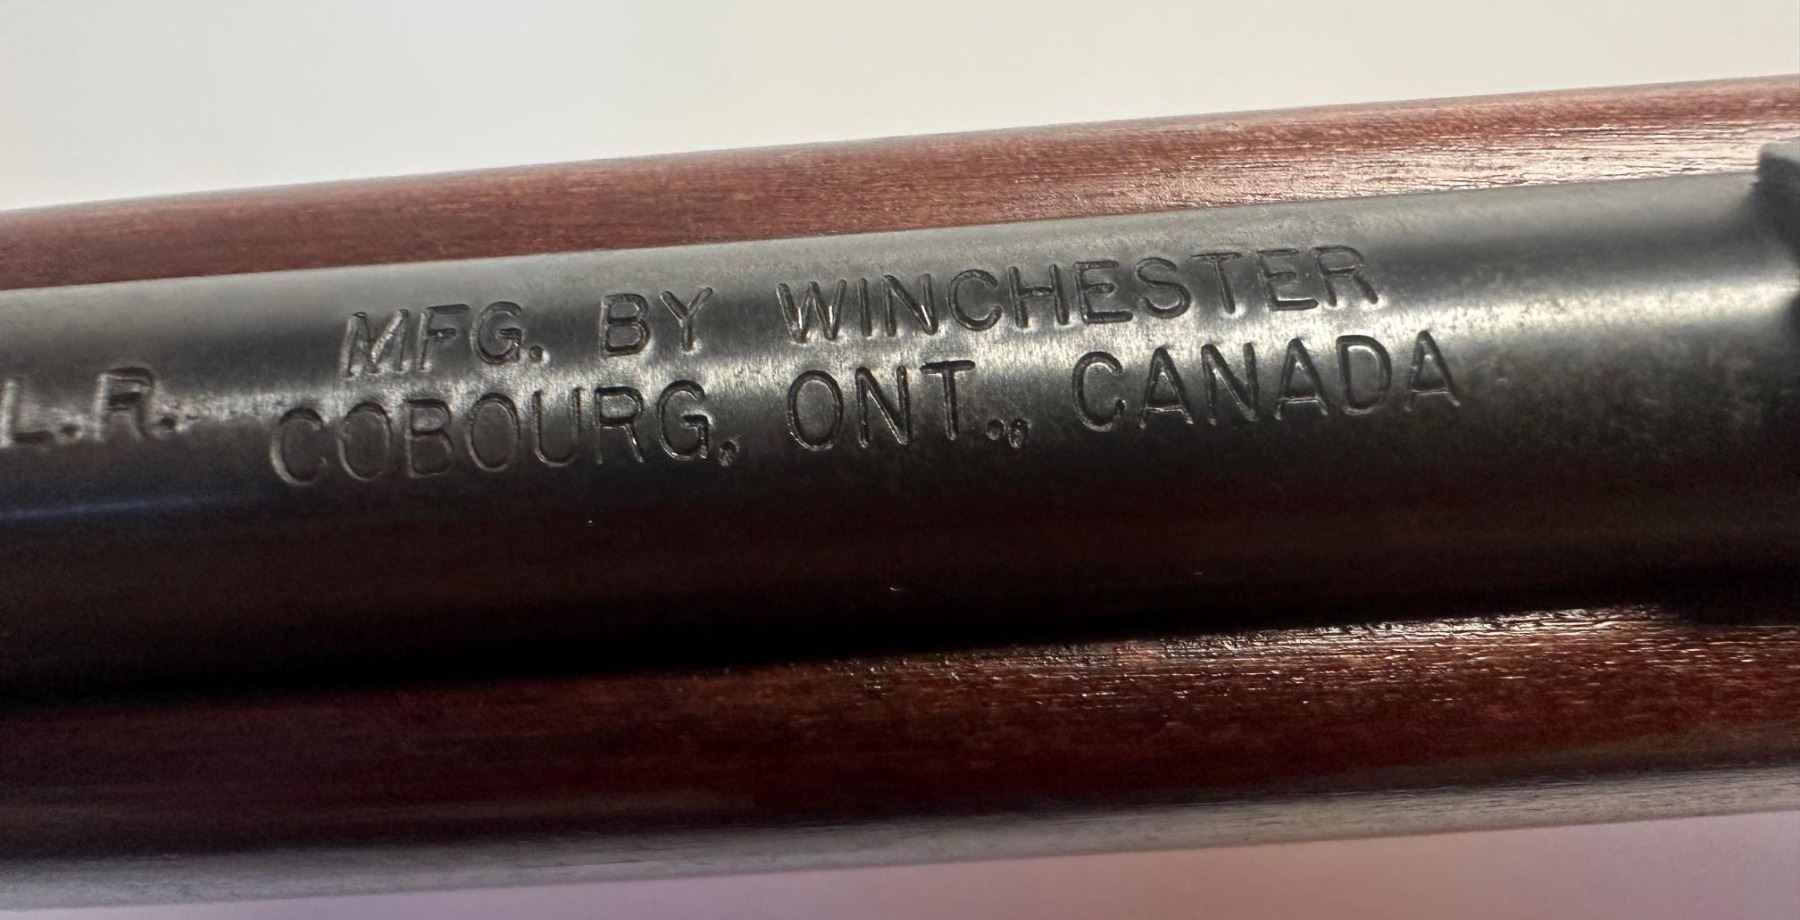 L.R.
MFG. BY WINCHESTER
COBOURG, ONT., CANADA